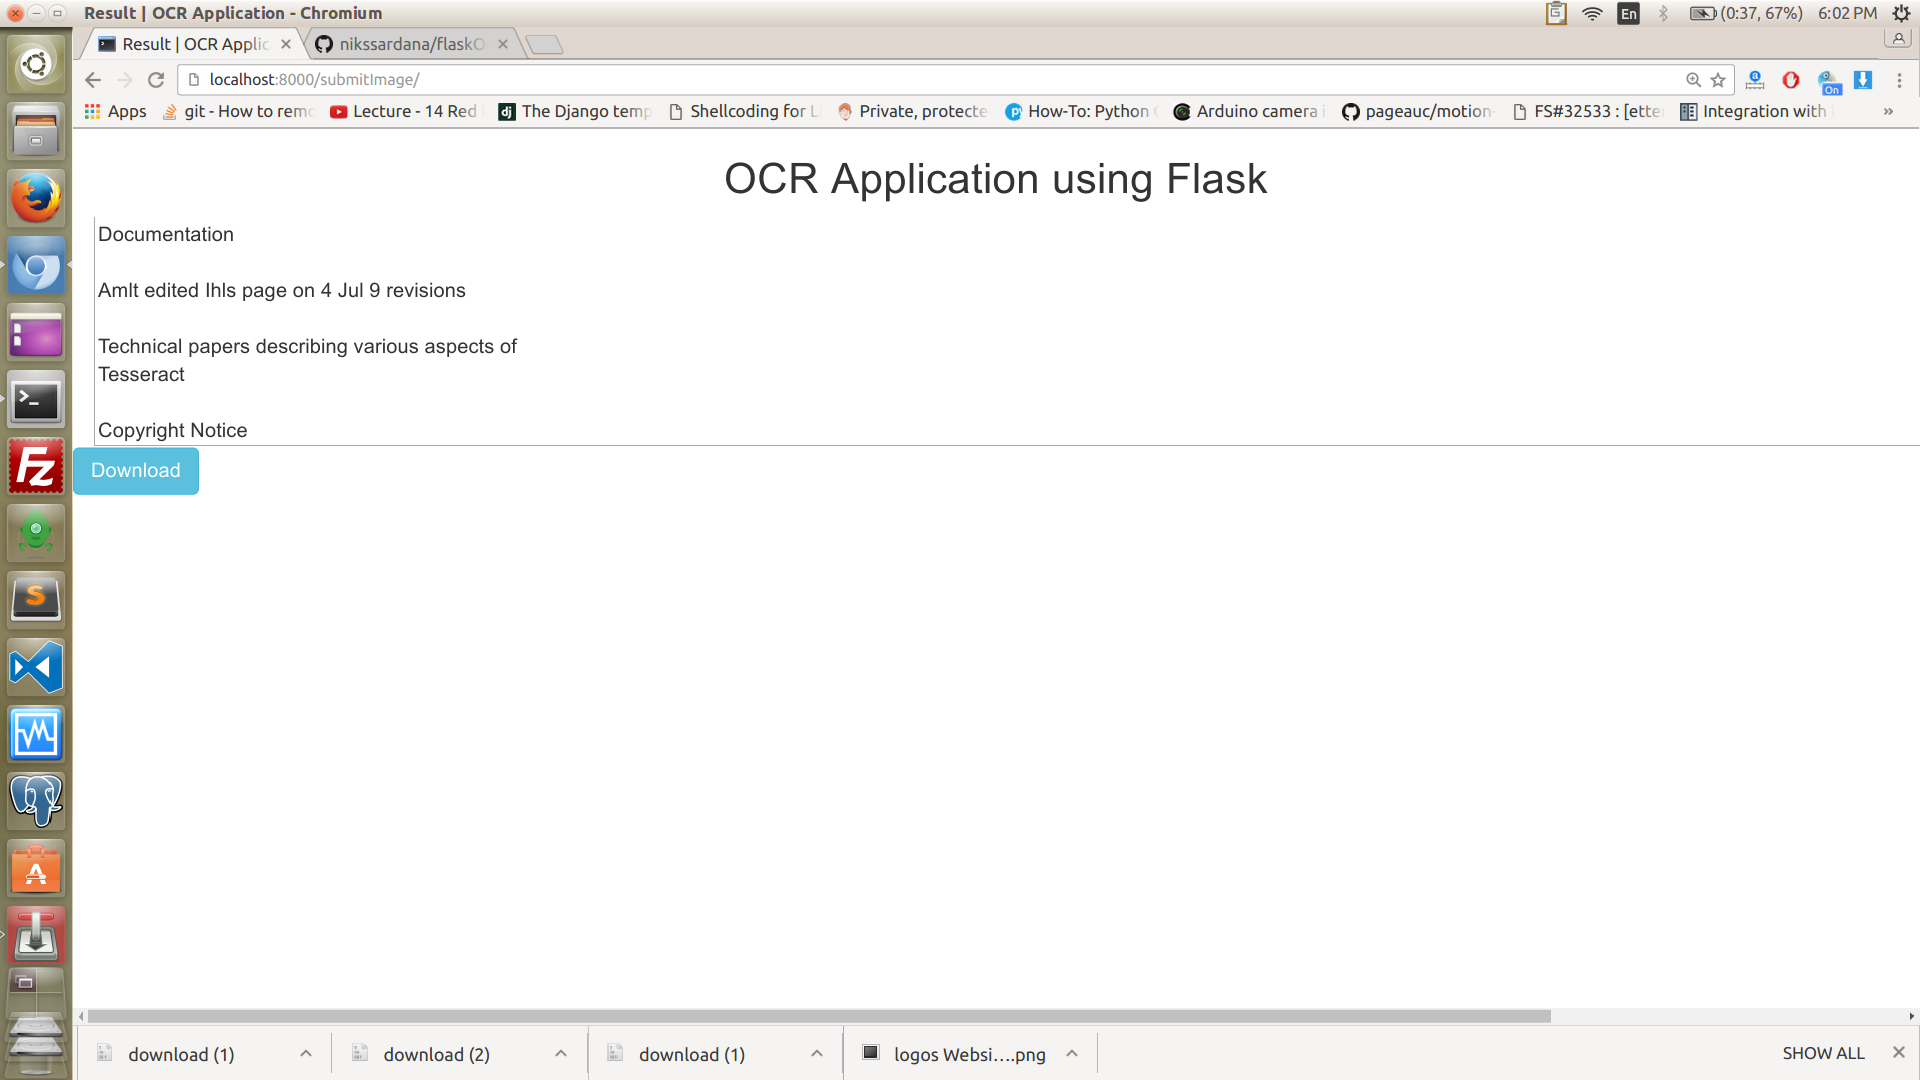 Result | OCR Application - Chromium
En
(0:37, 67%)
6:02 PM
Result | OCR Applic
nikssardana/flaskO
localhost:8000/submitImage/
On
Apps
git - How to remo
Lecture - 14 Red
dj
The Django temp
Shellcoding for L
Private, protecte
How-To: Python
Arduino camera i
pageauc/motion-
FS#32533 : [ette
Integration with
»
OCR Application using Flask
Documentation
Amlt edited Ihls page on 4 Jul 9 revisions
Technical papers describing various aspects of
Tesseract
Copyright Notice
Download
Fz
S
A
download (1)
download (2)
download (1)
logos Websi....png
SHOW ALL